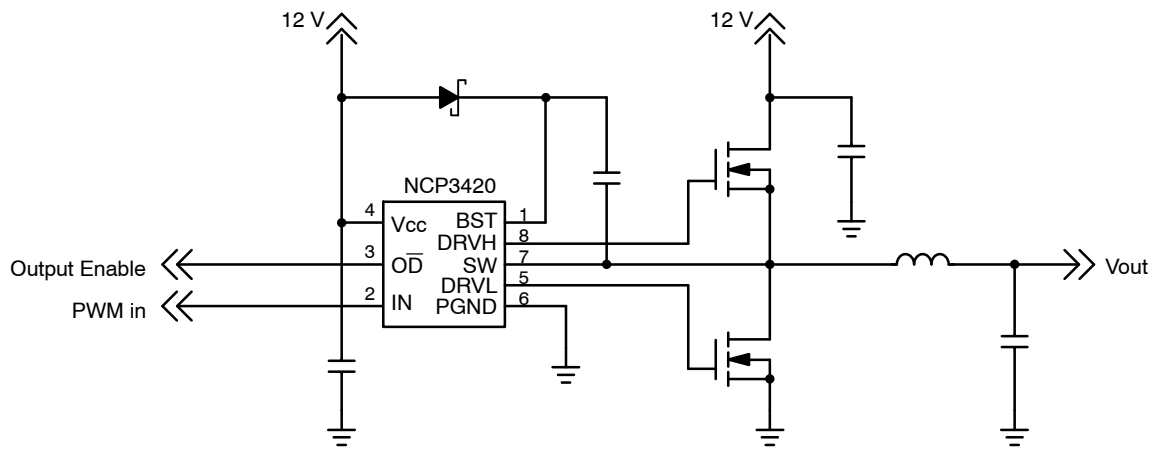 12 V
12 V
NCP3420
4
Vcc
BST
1
DRVH
8
Output Enable
3
OD̅
SW
7
Vout
DRVL
5
PWM in
2
IN
PGND
6